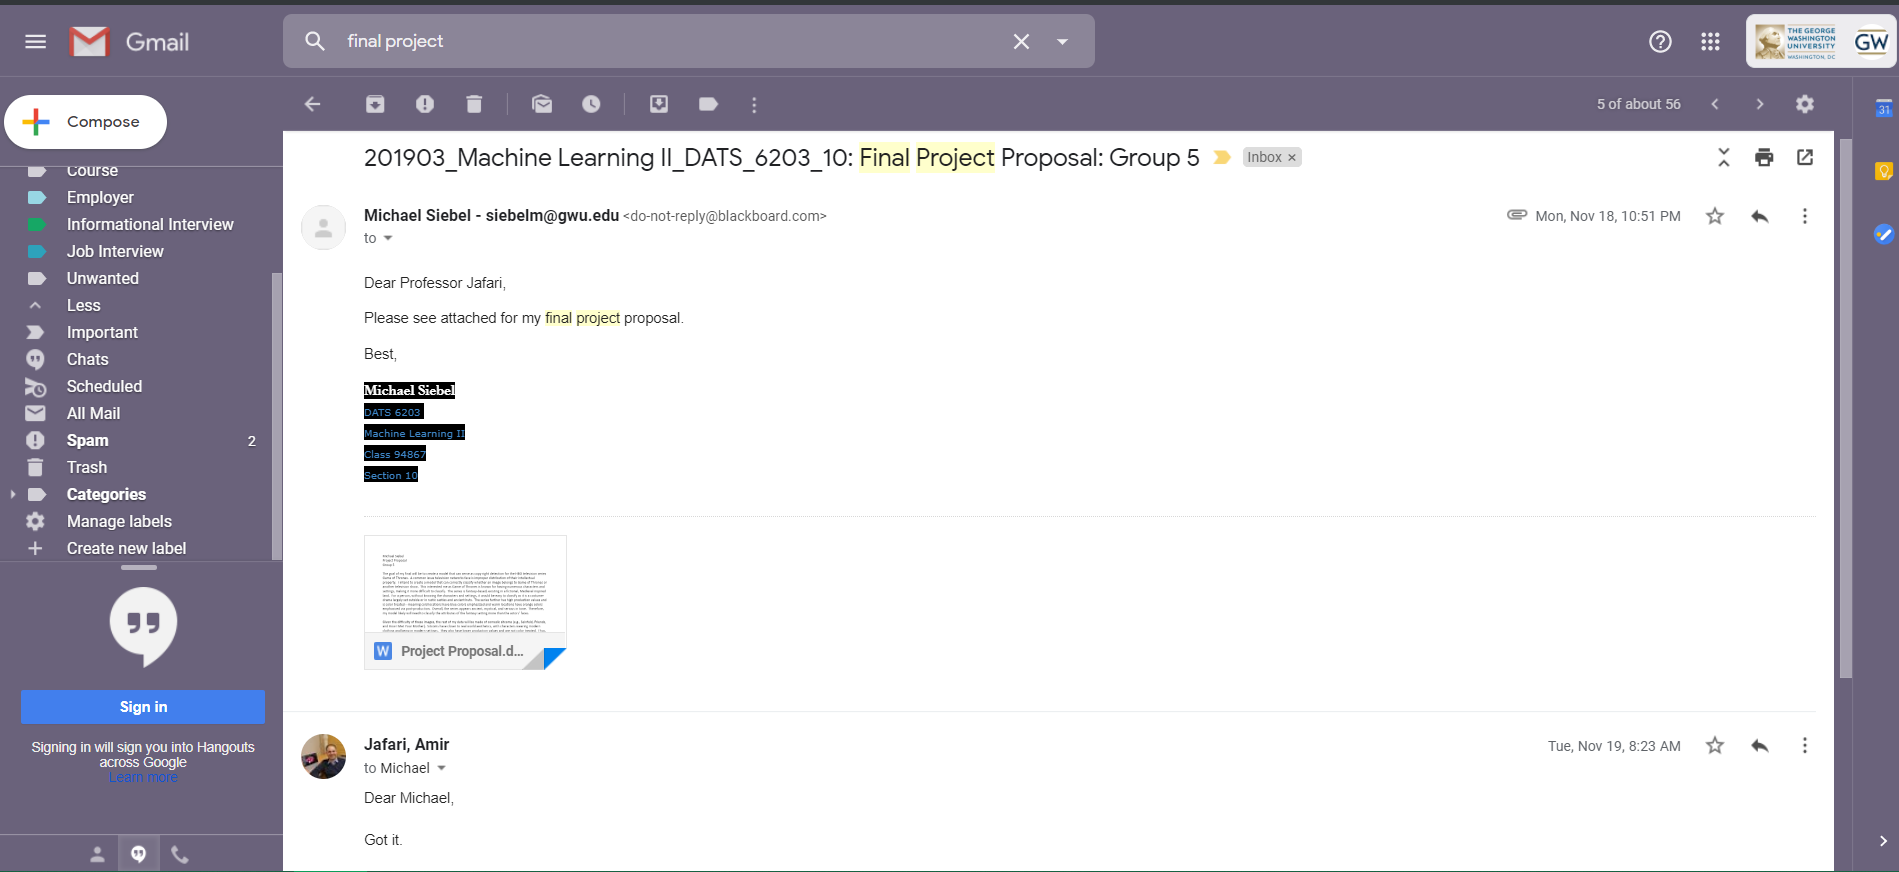 Gmail
final project
THE GEORGE
WASHINGTON
UNIVERSITY
WASHINGTON, DC
GW
Compose
5 of about 56
31
Course
Employer
Informational Interview
Job Interview
Unwanted
Less
Important
Chats
Scheduled
All Mail
Spam 2
Trash
Categories
Manage labels
Create new label
Sign in
Signing in will sign you into Hangouts
across Google
Learn more
201903_Machine Learning II_DATS_6203_10: Final Project Proposal: Group 5
Inbox ×
Michael Siebel - siebelm@gwu.edu <do-not-reply@blackboard.com>
Mon, Nov 18, 10:51 PM
to
Dear Professor Jafari,
Please see attached for my final project proposal.
Best,
Michael Siebel
DATS 6203
Machine Learning II
Class 94867
Section 10
Michael Siebel
Project Proposal
Group 5
W Project Proposal.d...
Jafari, Amir
Tue, Nov 19, 8:23 AM
to Michael
Dear Michael,
Got it.